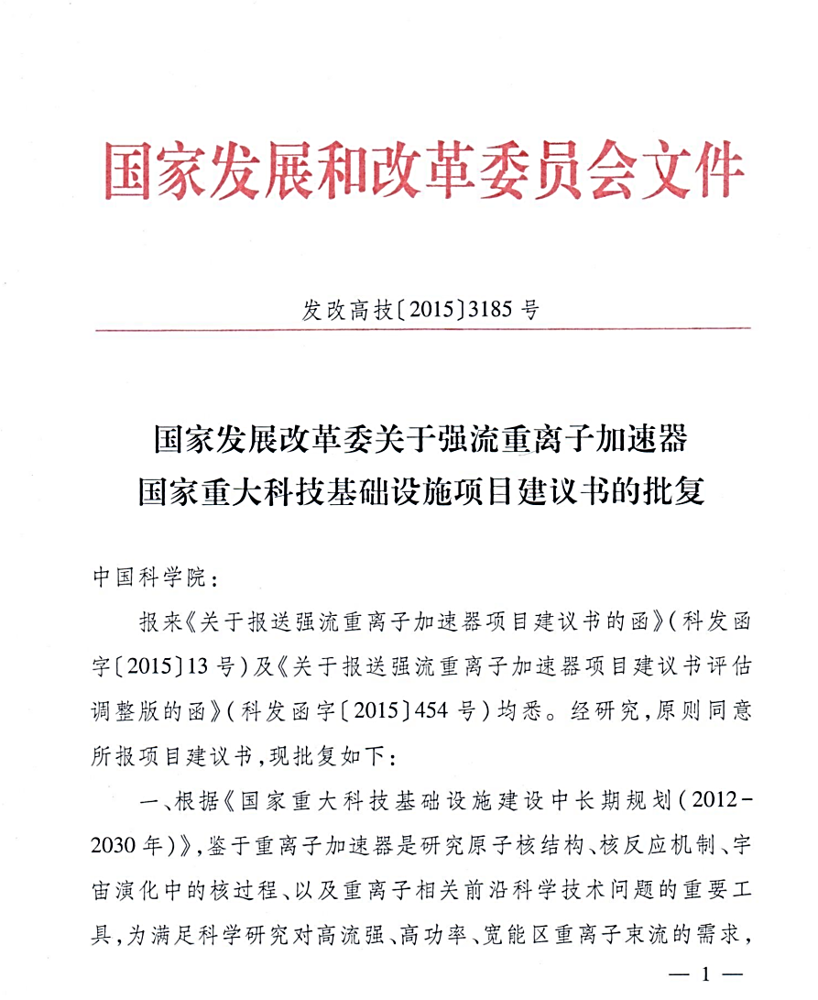 国家发展和改革委员会文件
发改高技〔2015〕3185 号
国家发展改革委关于强流重离子加速器
国家重大科技基础设施项目建议书的批复
中国科学院：
报来《关于报送强流重离子加速器项目建议书的函》（科发函
字〔2015〕13 号）及《关于报送强流重离子加速器项目建议书评估
调整版的函》（科发函字〔2015〕454 号）均悉。经研究，原则同意
所报项目建议书，现批复如下：
一、根据《国家重大科技基础设施建设中长期规划（2012-
2030 年）》，鉴于重离子加速器是研究原子核结构、核反应机制、宇
宙演化中的核过程、以及重离子相关前沿科学技术问题的重要工
具，为满足科学研究对高流强、高功率、宽能区重离子束流的需求，
— 1 —